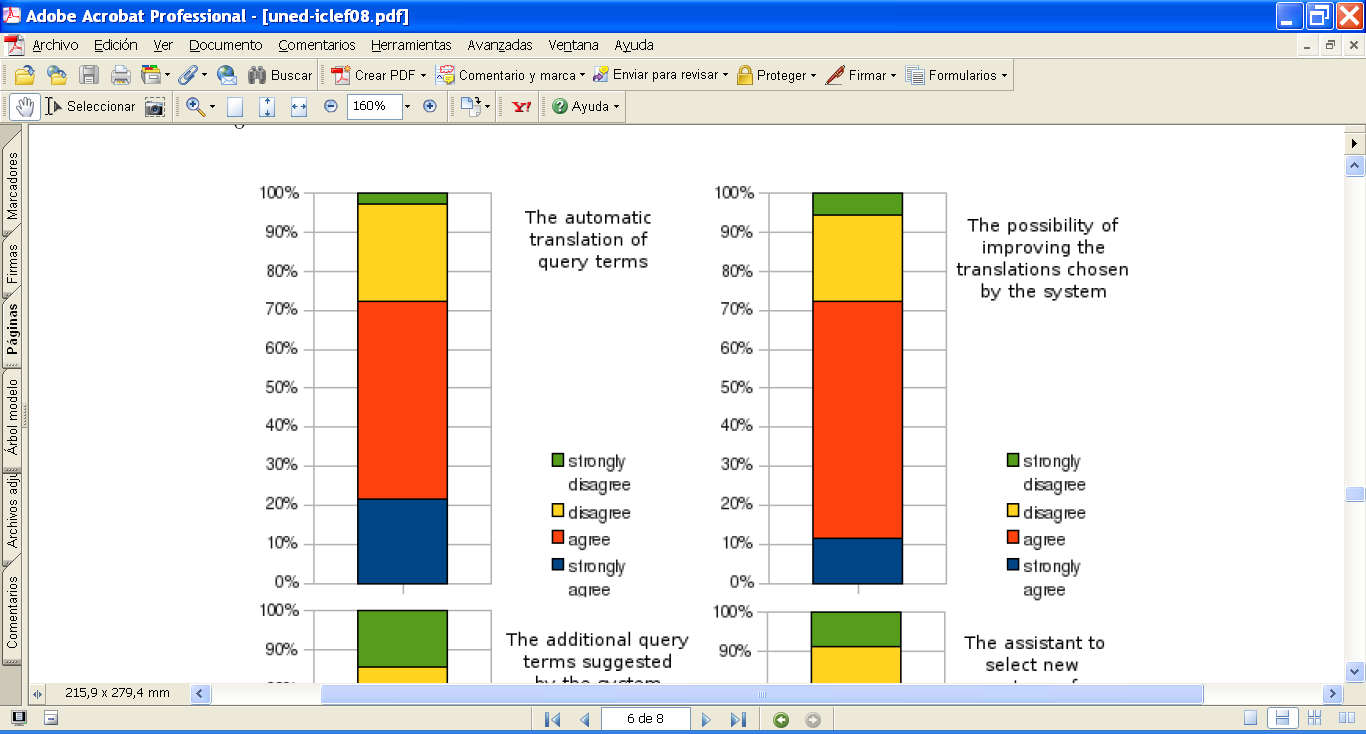 Adobe Acrobat Professional - [uned-iclef08.pdf]
Archivo Edición Ver Documento Comentarios Herramientas Avanzadas Ventana Ayuda
Buscar Crear PDF Comentario y marca Enviar para revisar Proteger Firmar Formularios
Seleccionar 160% Y! Ayuda
Marcadores
Firmas
Páginas
Árbol modelo
Archivos adju
Comentarios
100%
90%
80%
70%
60%
50%
40%
30%
20%
10%
0%
The automatic
translation of
query terms
strongly
disagree
disagree
agree
strongly
agree
100%
90%
80%
70%
60%
50%
40%
30%
20%
10%
0%
The possibility of
improving the
translations chosen
by the system
strongly
disagree
disagree
agree
strongly
agree
100%
90%
The additional query
terms suggested
by the system
100%
90%
The assistant to
select new
215,9 x 279,4 mm
6 de 8